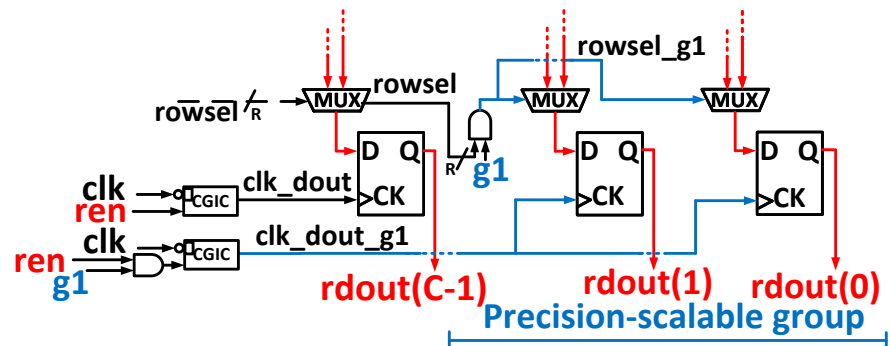 rowsel_g1
rowsel
MUX
MUX
MUX
rowsel
R
R
g1
D Q
CK
D Q
CK
D Q
CK
clk
ren
CGIC
clk_dout
clk
ren
g1
CGIC
clk_dout_g1
rdout(C-1)
rdout(1)
rdout(0)
Precision-scalable group